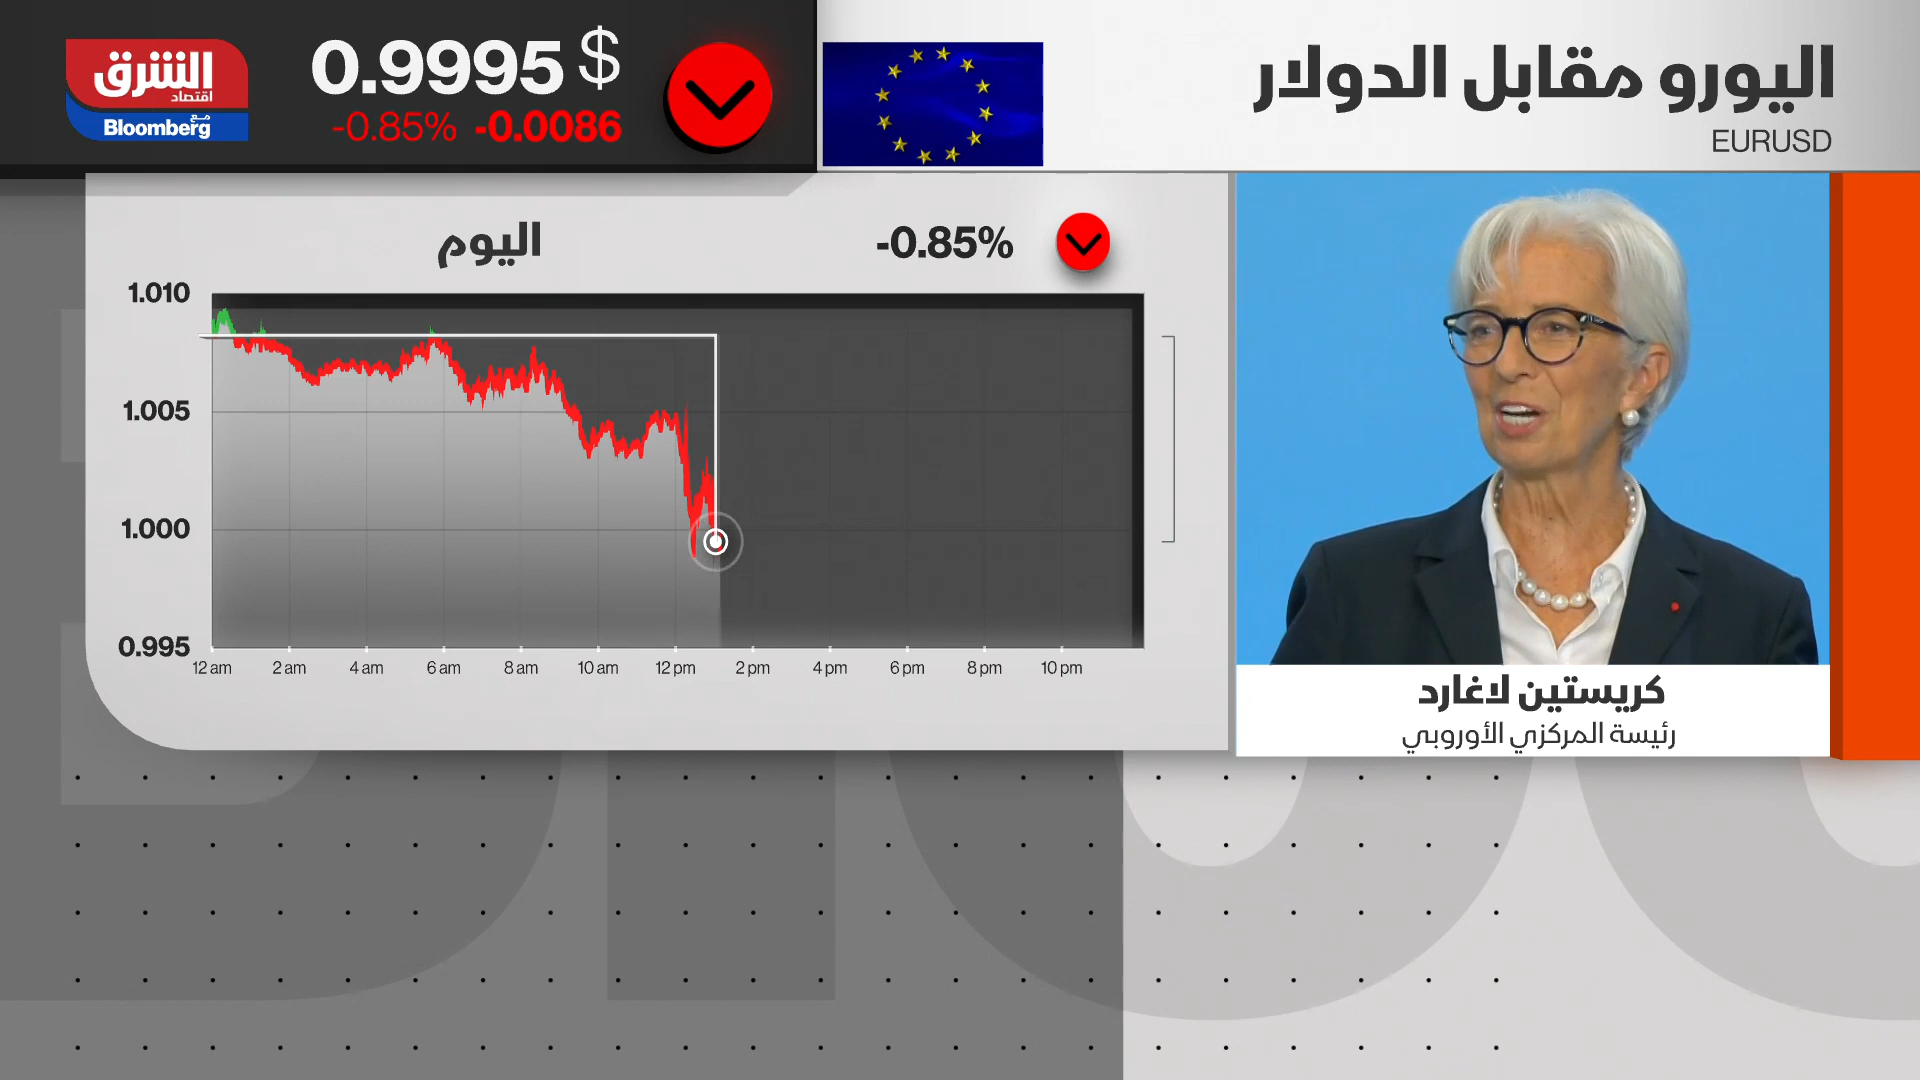 الشرق
اقتصاد
مع
Bloomberg
0.9995 $
-0.85% -0.0086
اليورو مقابل الدولار
EURUSD
اليوم
-0.85%
1.010
1.005
1.000
0.995
12 am 2 am 4 am 6 am 8 am 10 am 12 pm 2 pm 4 pm 6 pm 8 pm 10 pm
كريستين لاغارد
رئيسة المركزي الأوروبي